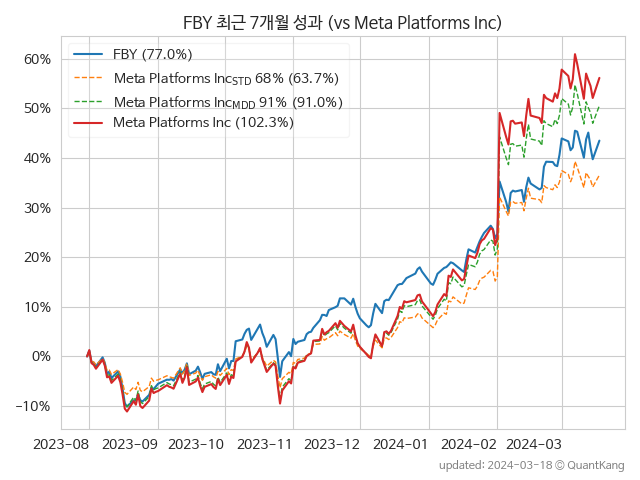 FBY 최근 7개월 성과 (vs Meta Platforms Inc)
FBY (77.0%)
Meta Platforms IncSTD 68% (63.7%)
Meta Platforms IncMDD 91% (91.0%)
Meta Platforms Inc (102.3%)
60%
50%
40%
30%
20%
10%
0%
−10%
2023-08 2023-09 2023-10 2023-11 2023-12 2024-01 2024-02 2024-03
updated: 2024-03-18 © QuantKang